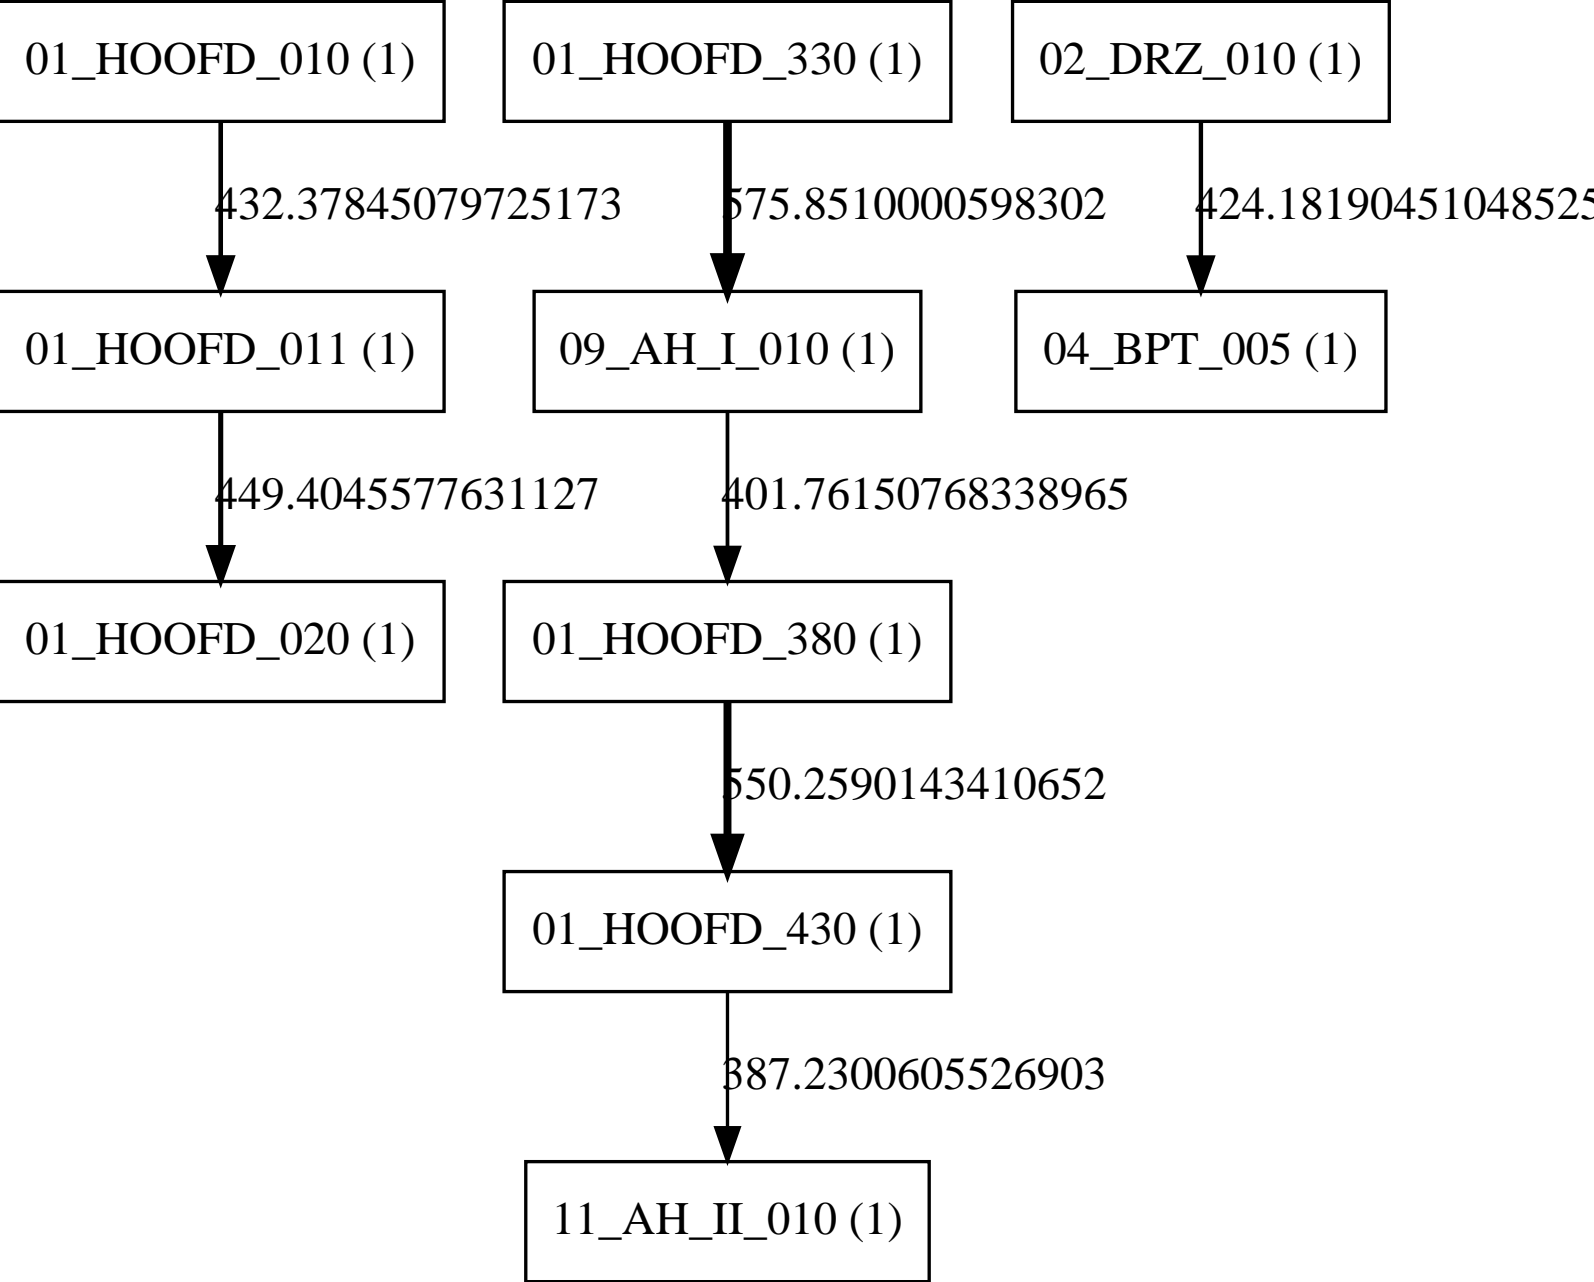 01_HOOFD_010 (1) 01_HOOFD_330 (1) 02_DRZ_010 (1)
432.37845079725173 575.8510000598302 424.18190451048525
01_HOOFD_011 (1) 09_AH_I_010 (1) 04_BPT_005 (1)
449.4045577631127 401.76150768338965
01_HOOFD_020 (1) 01_HOOFD_380 (1)
550.2590143410652
01_HOOFD_430 (1)
387.2300605526903
11_AH_II_010 (1)